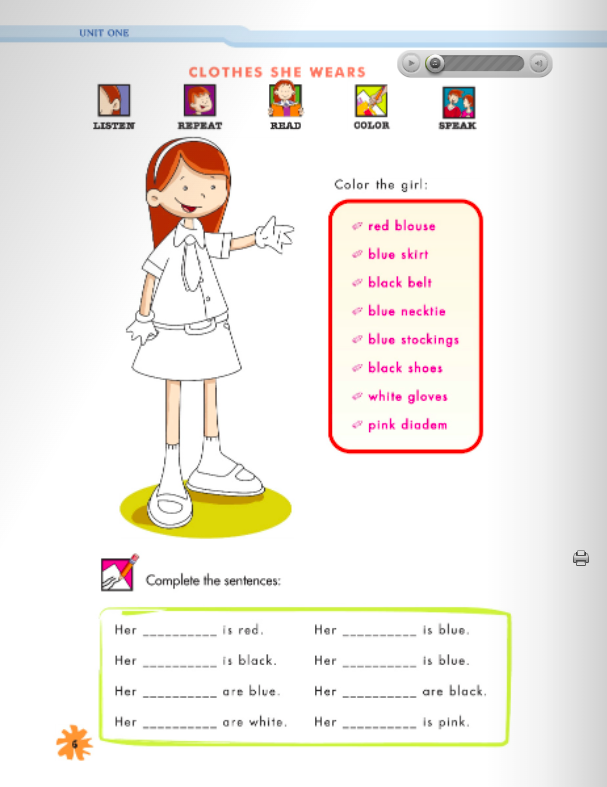 UNIT ONE
CLOTHES SHE WEARS
LISTEN REPEAT READ COLOR SPEAK
Color the girl:
red blouse
blue skirt
black belt
blue necktie
blue stockings
black shoes
white gloves
pink diadem
Complete the sentences:
Her __________ is red. Her __________ is blue.
Her __________ is black. Her __________ is blue.
Her __________ are blue. Her __________ are black.
Her __________ are white. Her __________ is pink.
6